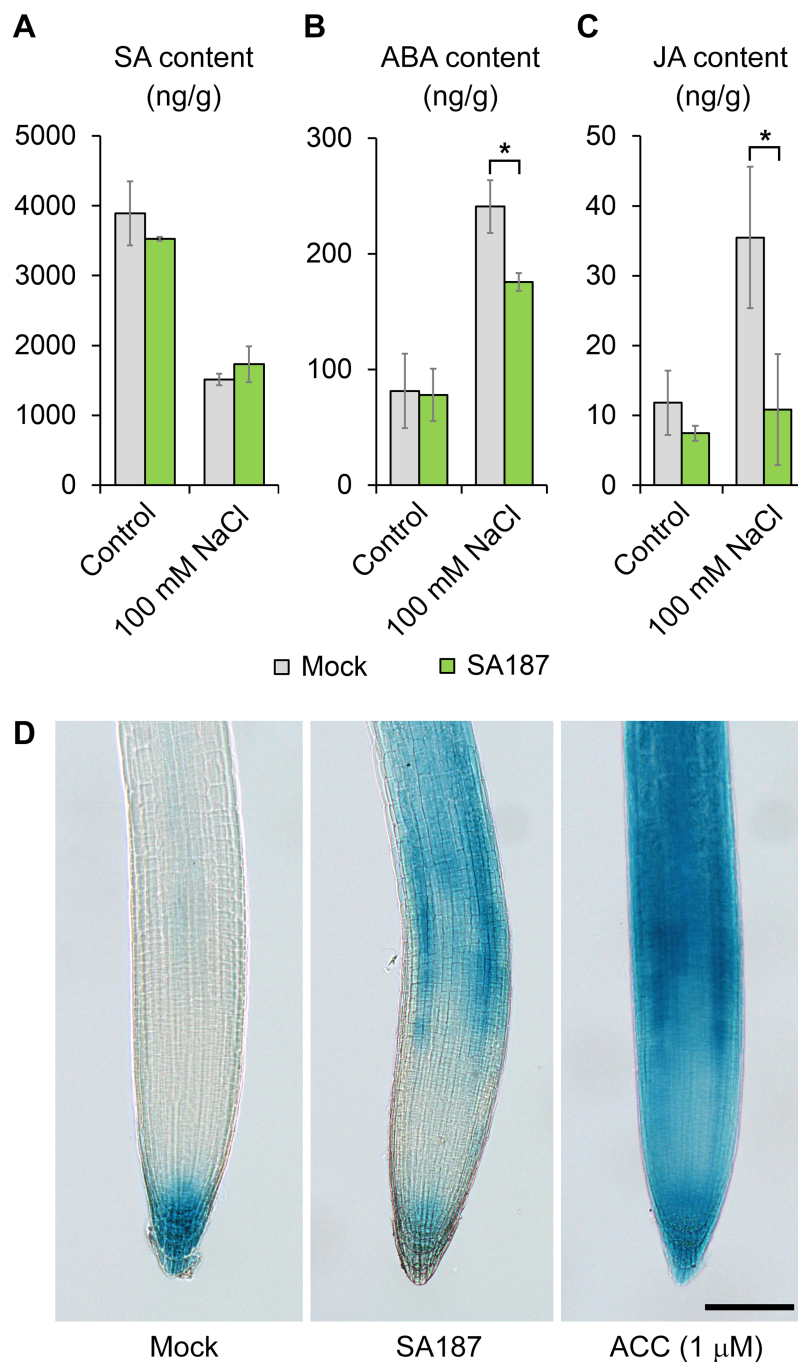 A
SA content
(ng/g)
5000
4000
3000
2000
1000
0
Control
100 mM NaCl
B
ABA content
(ng/g)
300
200
100
0
*
Control
100 mM NaCl
C
JA content
(ng/g)
50
40
30
20
10
0
*
Control
100 mM NaCl
Mock
SA187
D
Mock
SA187
ACC (1 μM)